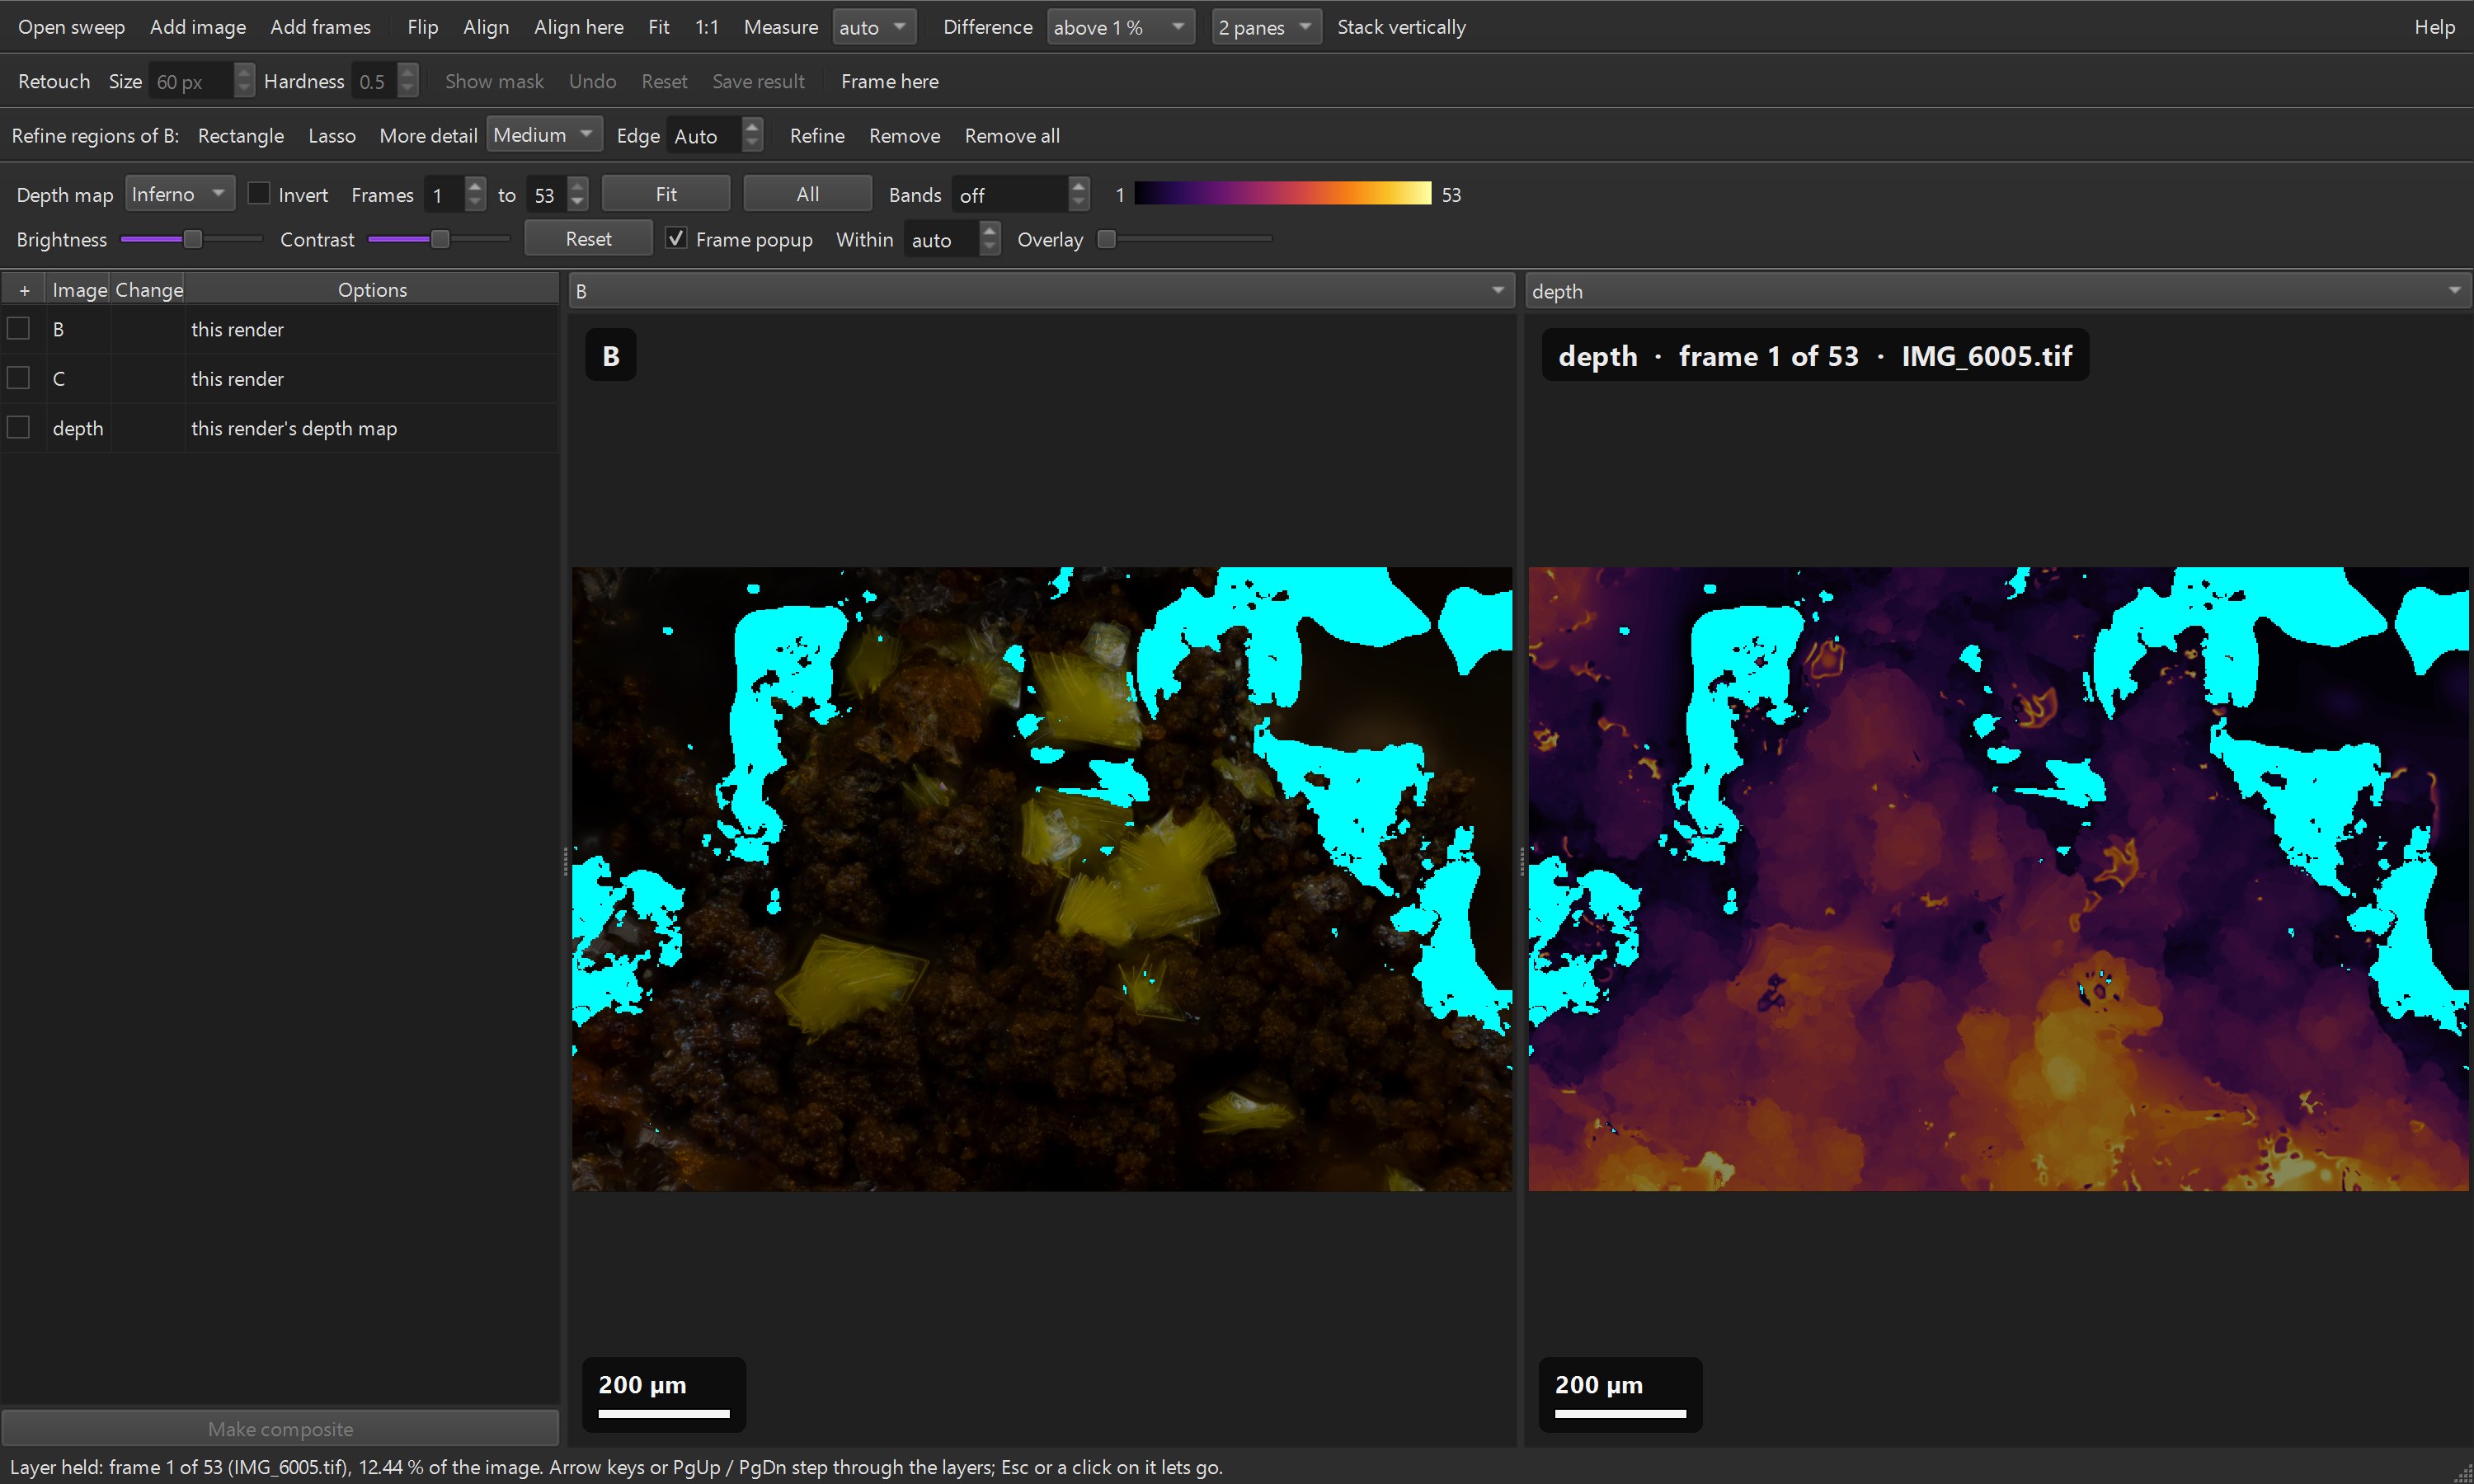 Open sweep Add image Add frames Flip Align Align here Fit 1:1 Measure auto Difference above 1 % 2 panes Stack vertically Help
Retouch Size 60 px Hardness 0.5 Show mask Undo Reset Save result Frame here
Refine regions of B: Rectangle Lasso More detail Medium Edge Auto Refine Remove Remove all
Depth map Inferno Invert Frames 1 to 53 Fit All Bands off 1 53
Brightness Contrast Reset Frame popup Within auto Overlay
+ Image Change Options
B this render
C this render
depth this render's depth map
Make composite
B
B
200 µm
depth
depth · frame 1 of 53 · IMG_6005.tif
200 µm
Layer held: frame 1 of 53 (IMG_6005.tif), 12.44 % of the image. Arrow keys or PgUp / PgDn step through the layers; Esc or a click on it lets go.